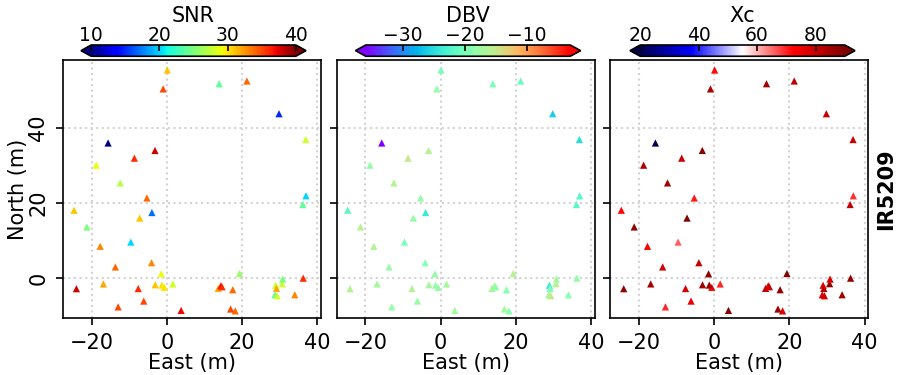 SNR DBV Xc
10 20 30 40 −30 −20 −10 20 40 60 80
North (m)
40
20
0
−20 0 20 40 −20 0 20 40 −20 0 20 40
East (m) East (m) East (m)
IR5209